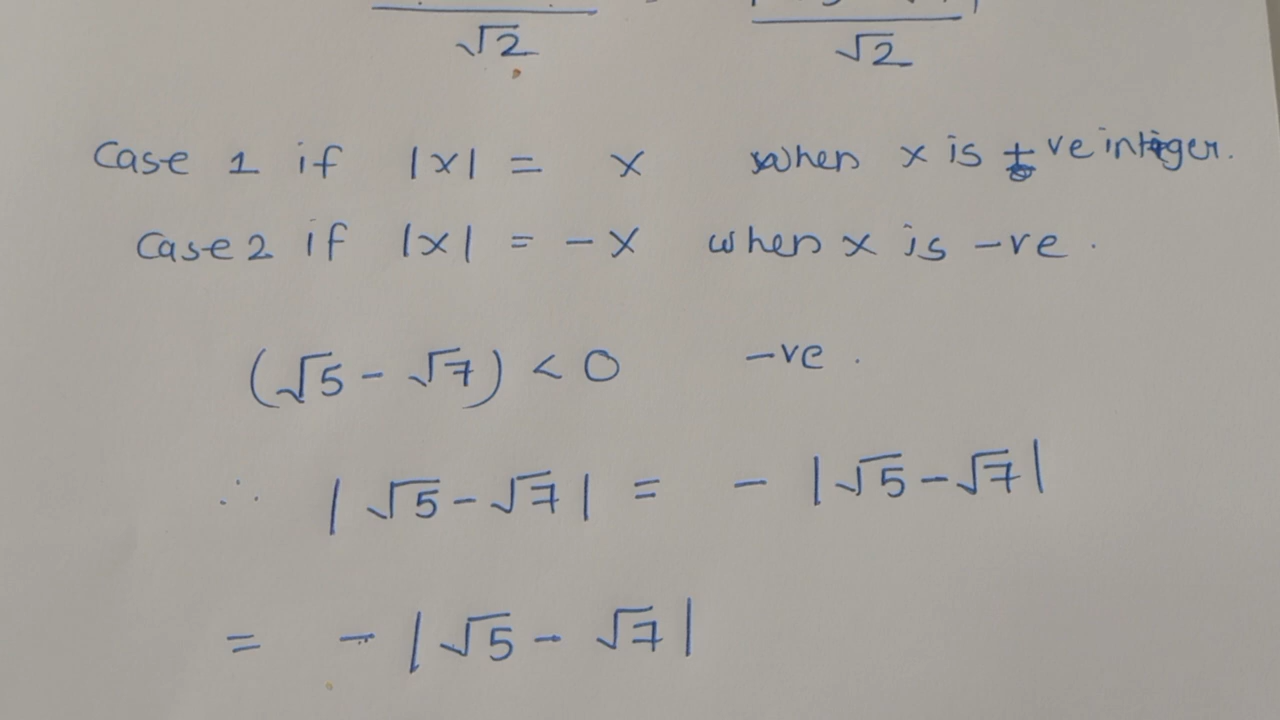 √2 √2
Case 1 if |x| = x when x is +ve integer.
Case 2 if |x| = -x when x is -ve.
(√5 - √7) < 0 -ve.
∴ |√5 - √7| = - |√5 - √7|
= - |√5 - √7|